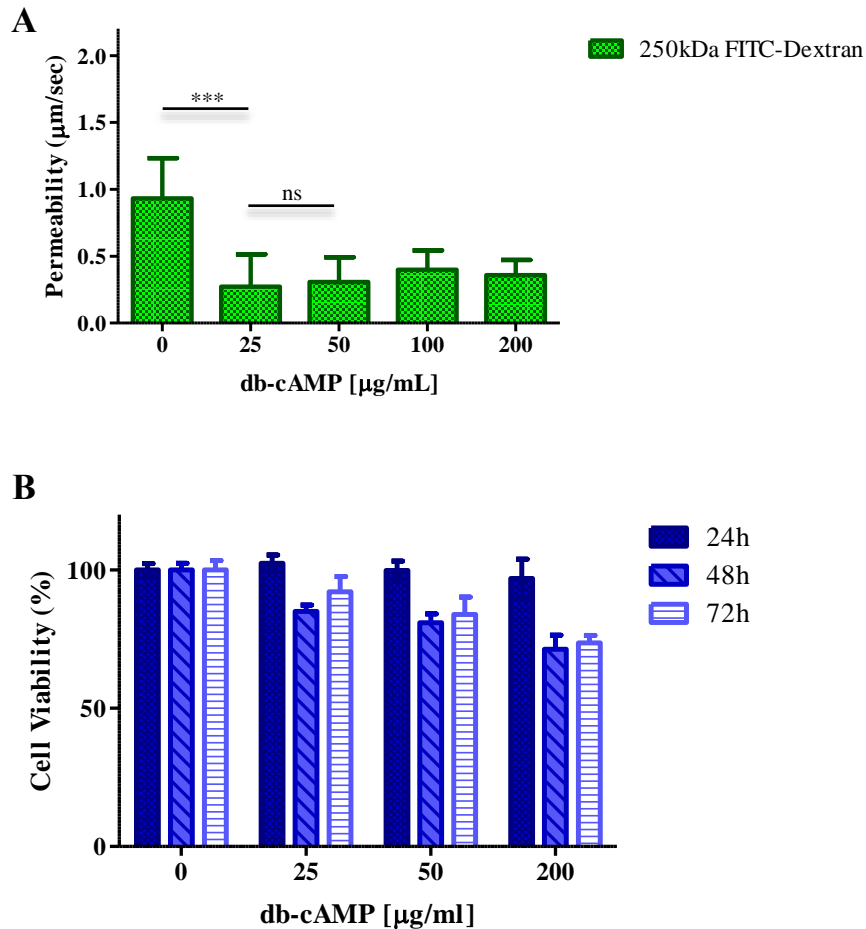 A
250kDa FITC-Dextran
Permeability (μm/sec)
2.0
1.5
1.0
0.5
0.0
***
ns
0 25 50 100 200
db-cAMP [μg/mL]
B
24h
48h
72h
Cell Viability (%)
100
50
0
0 25 50 200
db-cAMP [μg/ml]